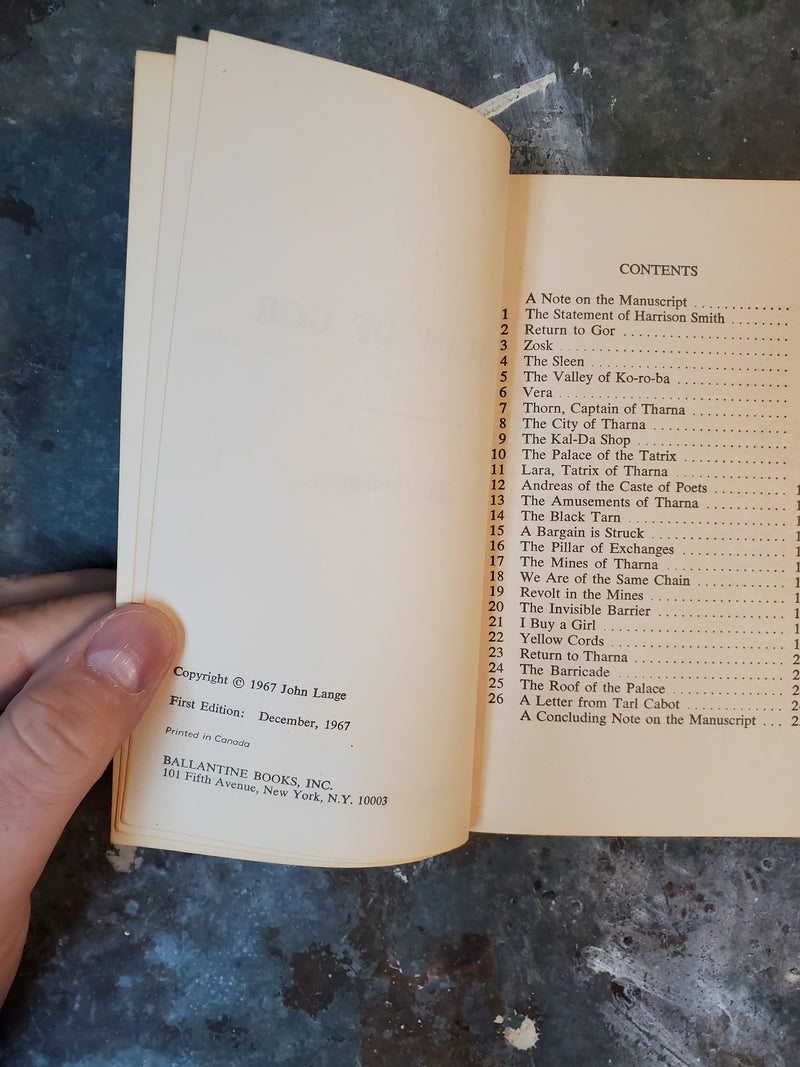 Copyright © 1967 John Lange
First Edition: December, 1967
Printed in Canada
BALLANTINE BOOKS, INC.
101 Fifth Avenue, New York, N.Y. 10003
CONTENTS
A Note on the Manuscript . . . . . . . . . . . . .
1 The Statement of Harrison Smith . . . . . . . .
2 Return to Gor . . . . . . . . . . . . . . . . . . . . .
3 Zosk . . . . . . . . . . . . . . . . . . . . . . . . . . . . .
4 The Sleen . . . . . . . . . . . . . . . . . . . . . . . . .
5 The Valley of Ko-ro-ba . . . . . . . . . . . . . .
6 Vera . . . . . . . . . . . . . . . . . . . . . . . . . . . . .
7 Thorn, Captain of Tharna . . . . . . . . . . . .
8 The City of Tharna . . . . . . . . . . . . . . . . . .
9 The Kal-Da Shop . . . . . . . . . . . . . . . . . . .
10 The Palace of the Tatrix . . . . . . . . . . . . .
11 Lara, Tatrix of Tharna . . . . . . . . . . . . . .
12 Andreas of the Caste of Poets . . . . . . . . . .
13 The Amusements of Tharna . . . . . . . . . . .
14 The Black Tarn . . . . . . . . . . . . . . . . . . . .
15 A Bargain is Struck . . . . . . . . . . . . . . . . .
16 The Pillar of Exchanges . . . . . . . . . . . . . .
17 The Mines of Tharna . . . . . . . . . . . . . . . .
18 We Are of the Same Chain . . . . . . . . . . . .
19 Revolt in the Mines . . . . . . . . . . . . . . . . .
20 The Invisible Barrier . . . . . . . . . . . . . . . .
21 I Buy a Girl . . . . . . . . . . . . . . . . . . . . . . .
22 Yellow Cords . . . . . . . . . . . . . . . . . . . . . .
23 Return to Tharna . . . . . . . . . . . . . . . . . . .
24 The Barricade . . . . . . . . . . . . . . . . . . . . .
25 The Roof of the Palace . . . . . . . . . . . . . .
26 A Letter from Tarl Cabot . . . . . . . . . . . . .
A Concluding Note on the Manuscript . . .